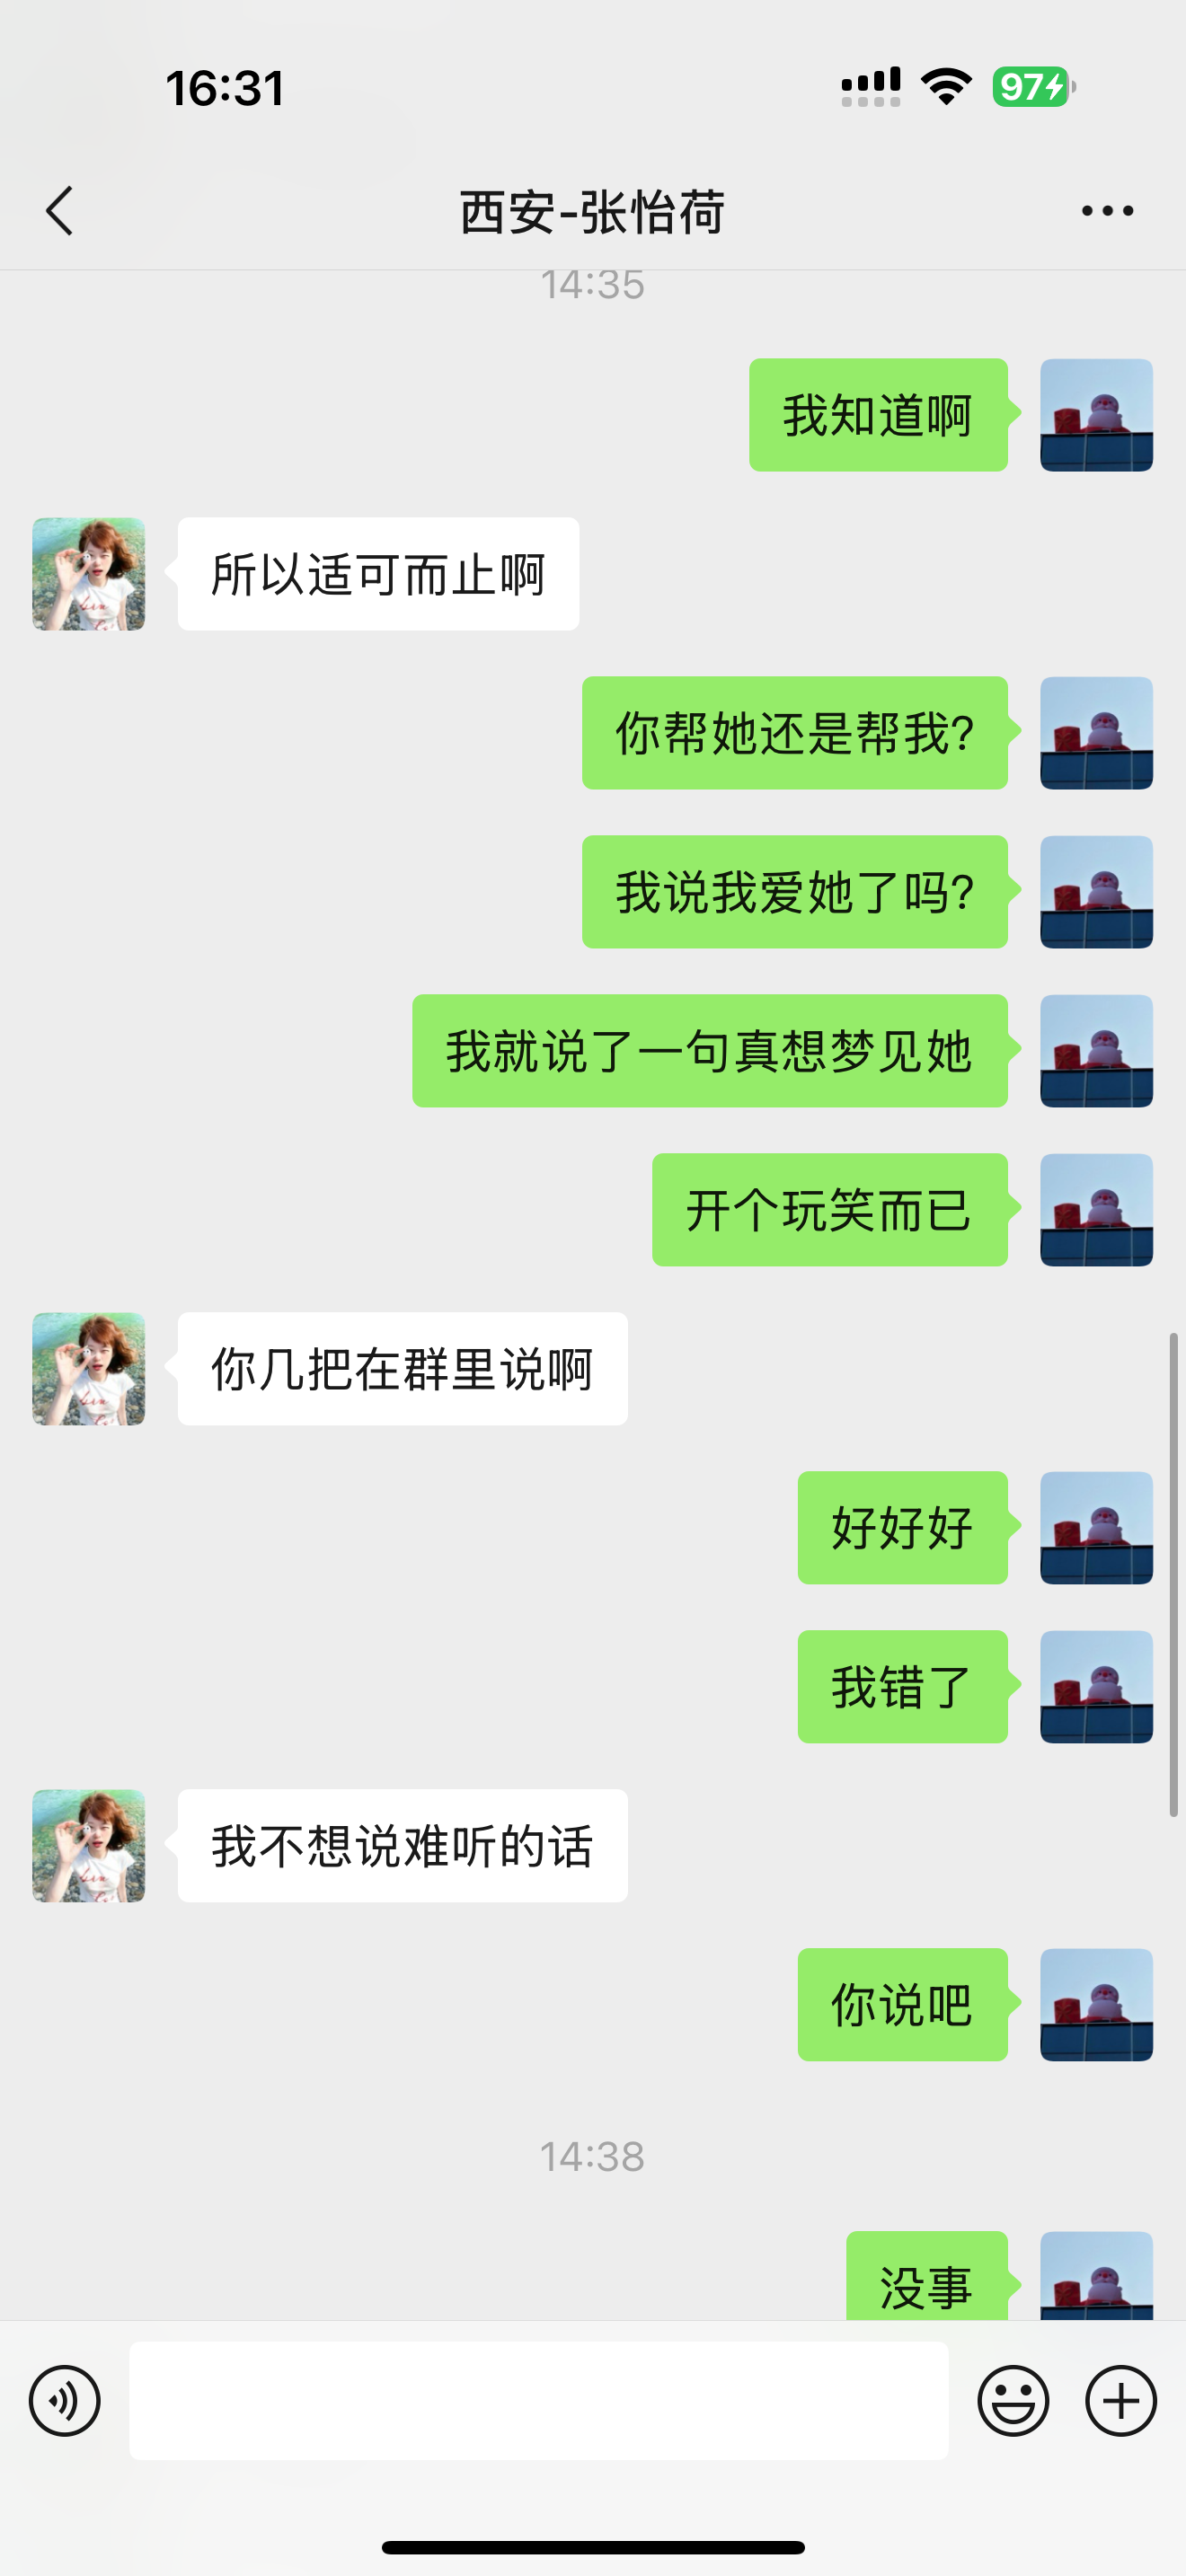 16:31
97
西安-张怡荷
14:35
我知道啊
所以适可而止啊
你帮她还是帮我?
我说我爱她了吗?
我就说了一句真想梦见她
开个玩笑而已
你几把在群里说啊
好好好
我错了
我不想说难听的话
你说吧
14:38
没事